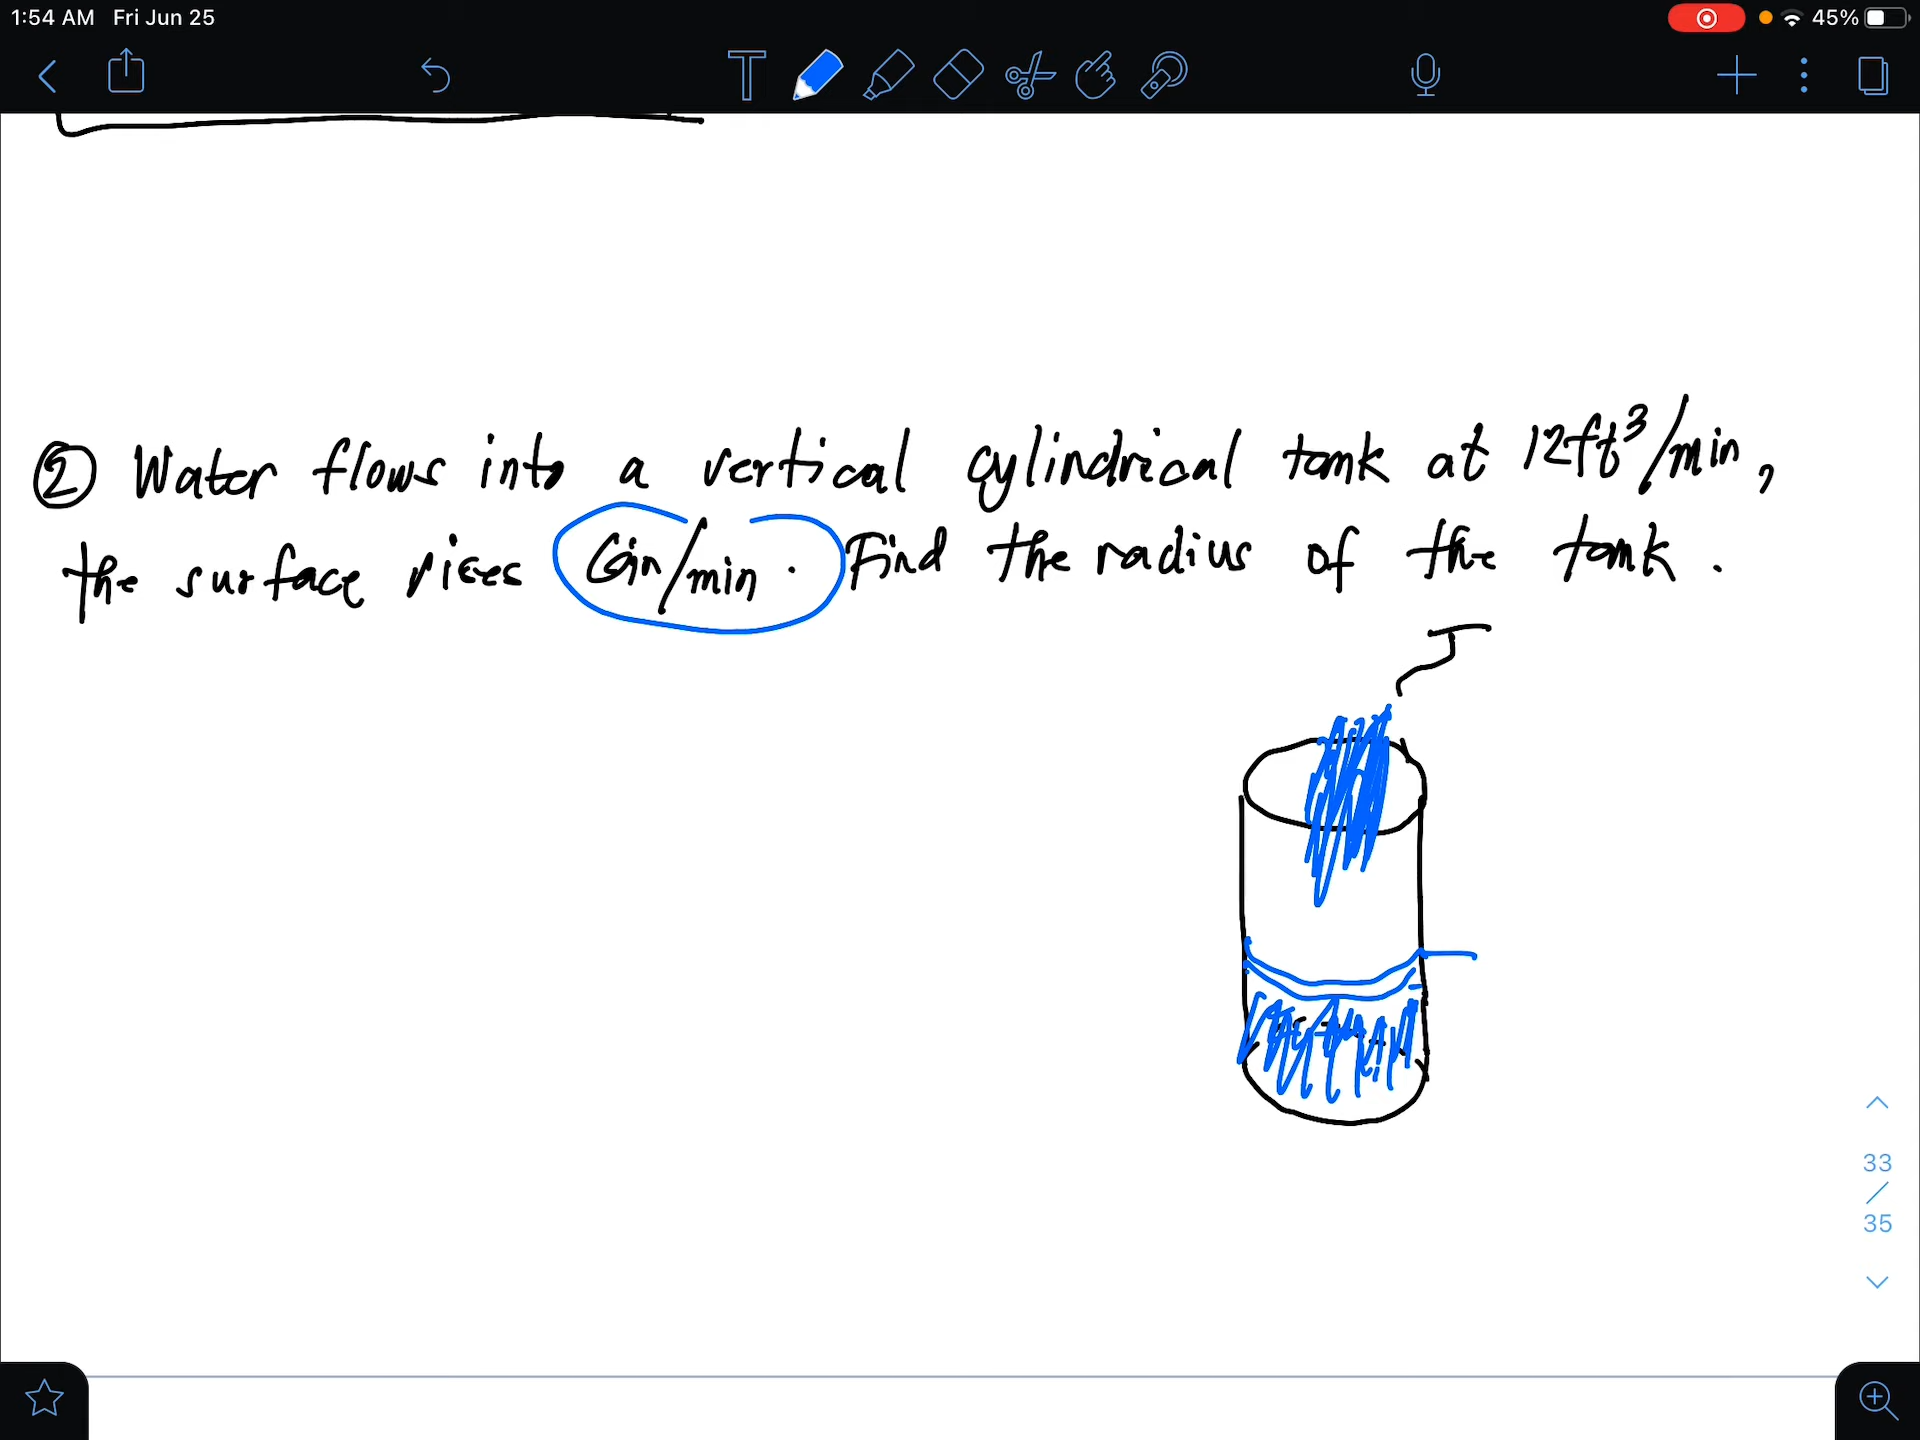 1:54 AM Fri Jun 25 45%
T
② Water flows into a vertical cylindrical tank at 12ft³/min,
the surface rises 6in/min. Find the radius of the tank.
33
/
35